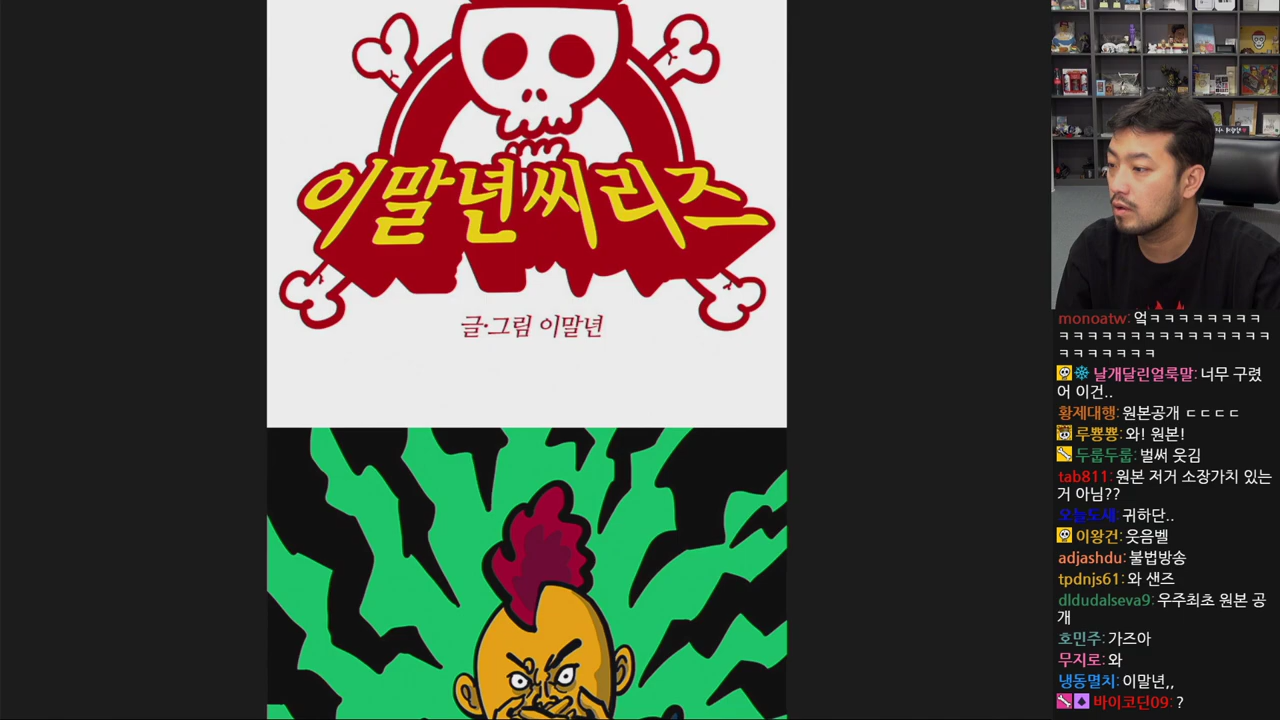 이말년씨리즈
글·그림 이말년
monoatw: 엌ㅋㅋㅋㅋㅋㅋㅋㅋ
ㅋㅋㅋㅋㅋㅋㅋㅋㅋㅋㅋㅋㅋㅋㅋ
ㅋㅋㅋㅋㅋㅋㅋ
날개달린얼룩말: 너무 구렸
어 이건..
황제대행: 원본공개 ㄷㄷㄷㄷ
루뽕뽕: 와! 원본!
두룹두룹: 벌써 웃김
tab811: 원본 저거 소장가치 있는
거 아님??
오늘도새: 귀하단..
이왕건: 웃음벨
adjashdu: 불법방송
tpdnjs61: 와 샌즈
dldudalseva9: 우주최초 원본 공
개
호민주: 가즈아
무지로: 와
냉동멸치: 이말년,,
바이코딘09: ?